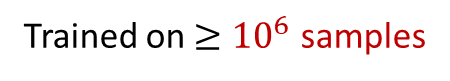 Trained on ≥ 10⁶ samples